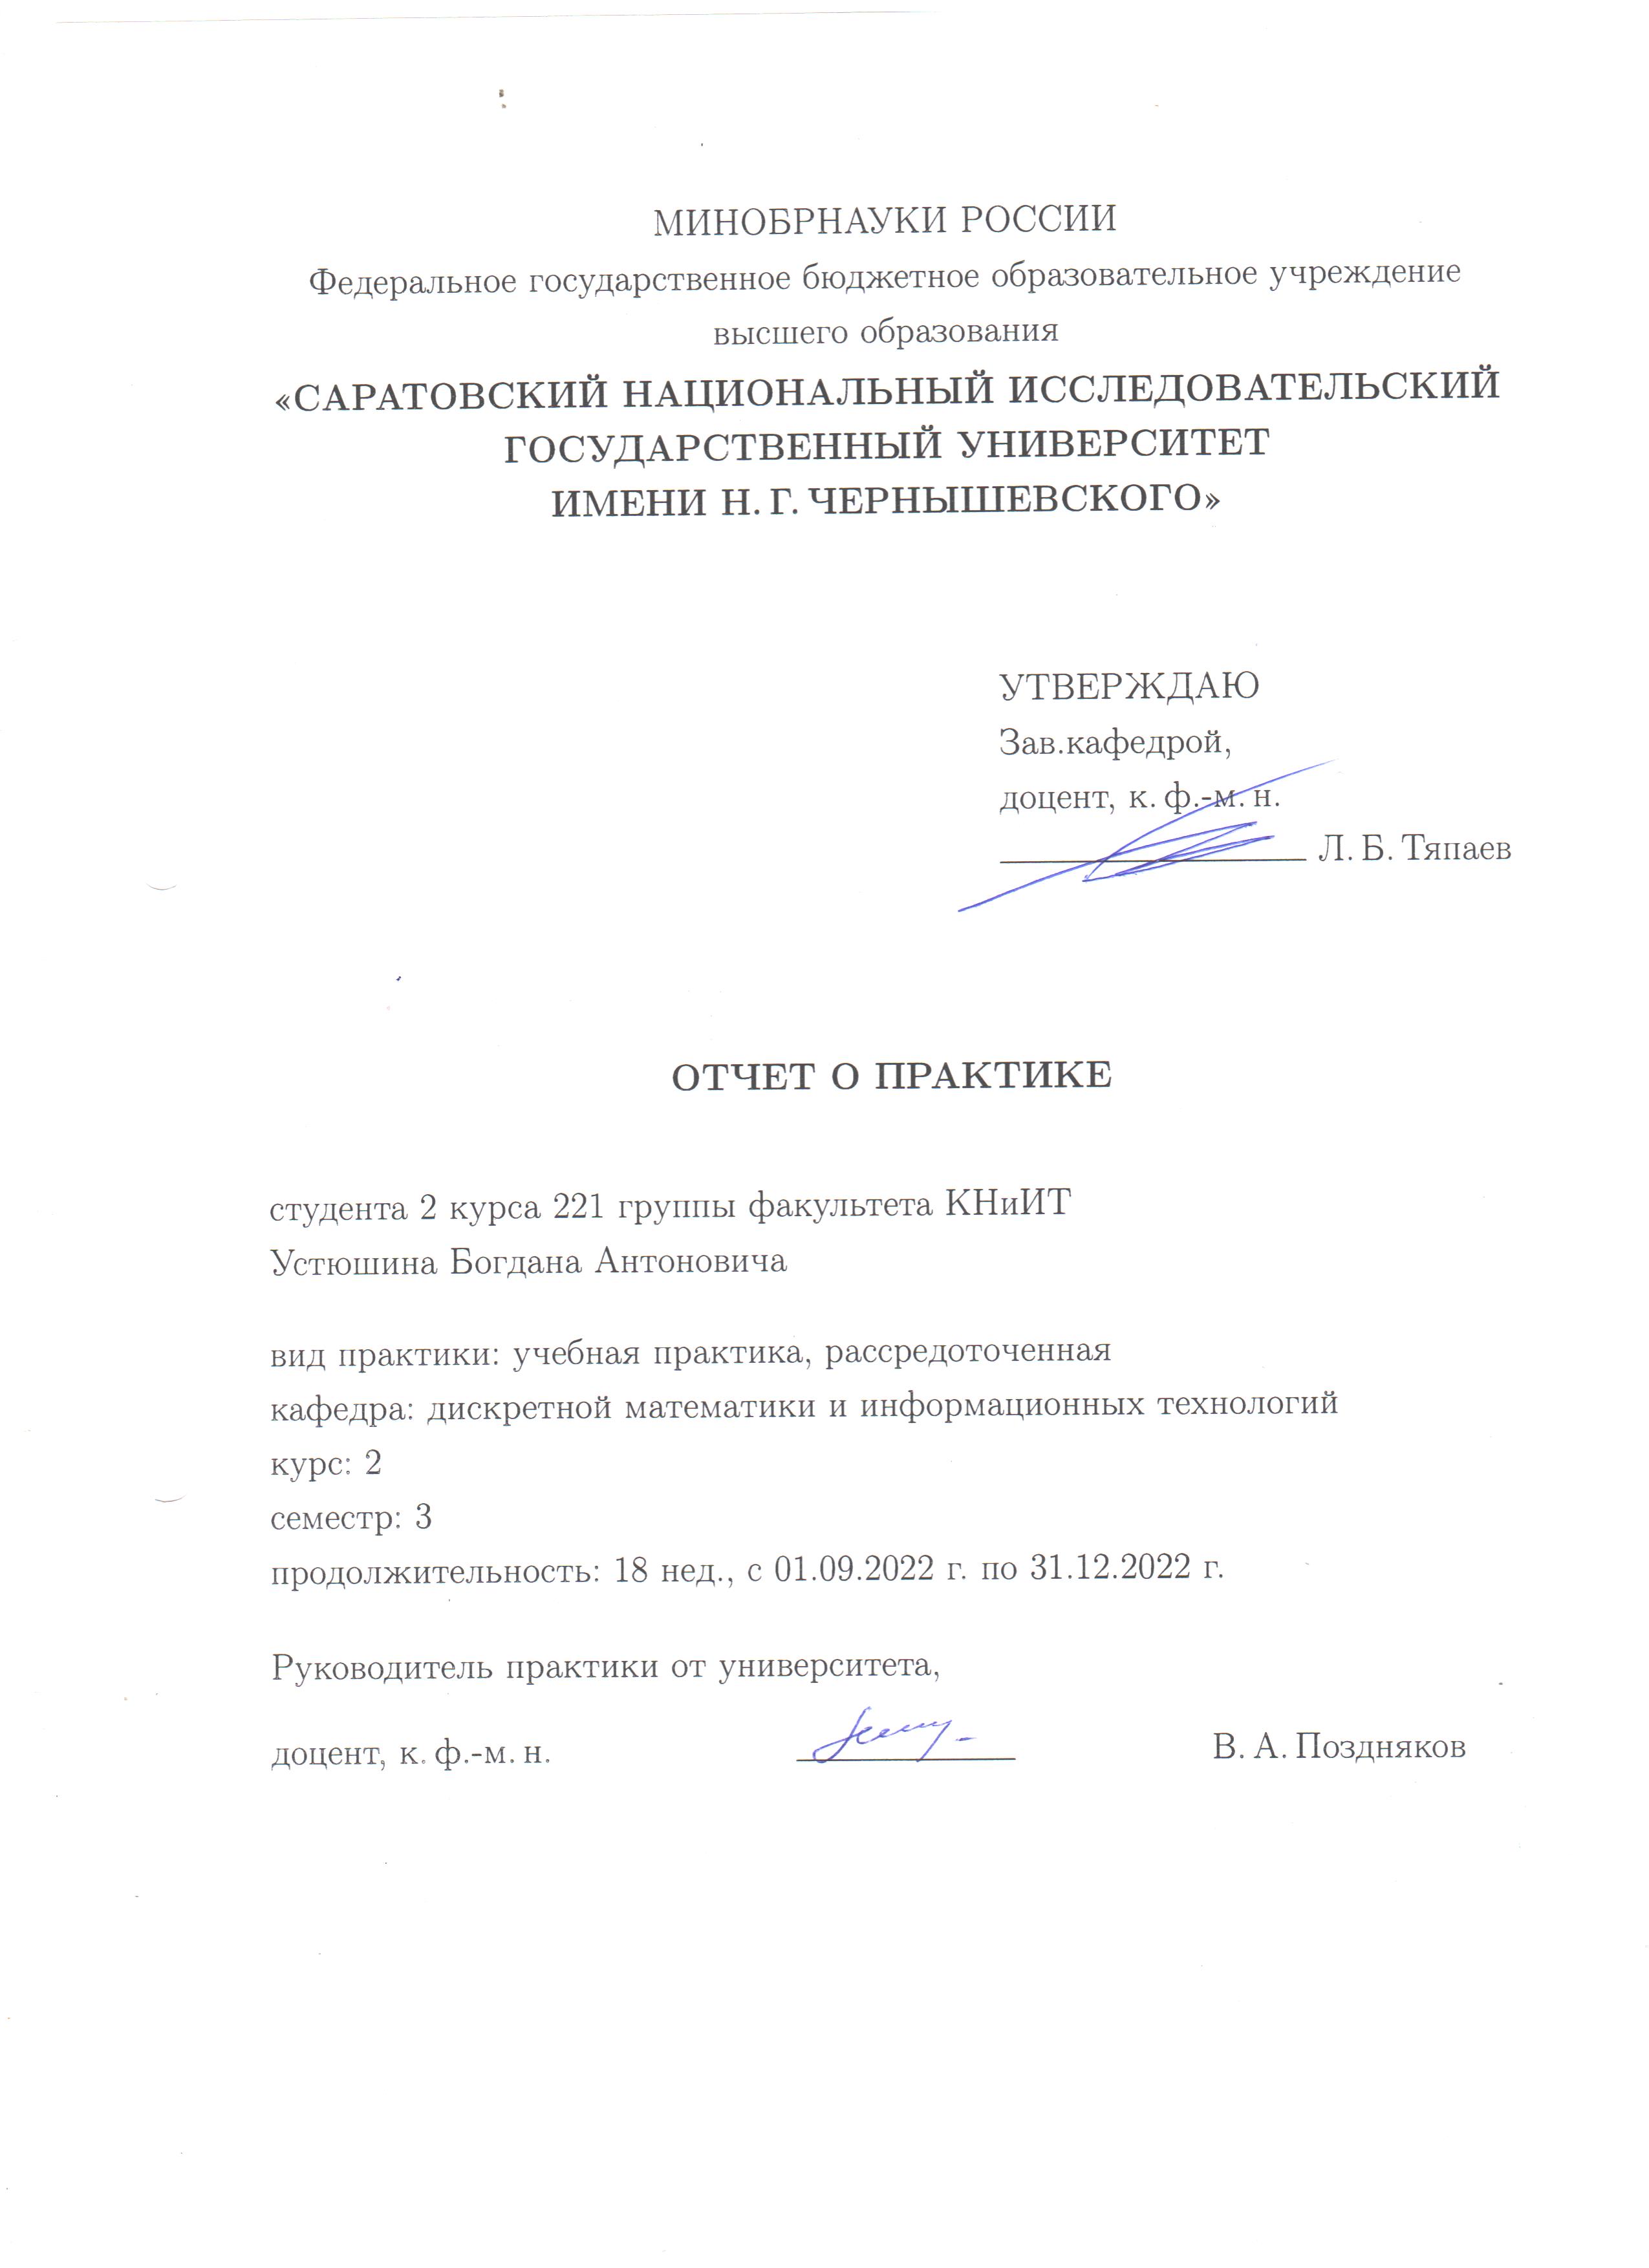 МИНОБРНАУКИ РОССИИ
Федеральное государственное бюджетное образовательное учреждение
высшего образования
«САРАТОВСКИЙ НАЦИОНАЛЬНЫЙ ИССЛЕДОВАТЕЛЬСКИЙ
ГОСУДАРСТВЕННЫЙ УНИВЕРСИТЕТ
ИМЕНИ Н. Г. ЧЕРНЫШЕВСКОГО»
УТВЕРЖДАЮ
Зав.кафедрой,
доцент, к. ф.-м. н.
Л. Б. Тяпаев
ОТЧЕТ О ПРАКТИКЕ
студента 2 курса 221 группы факультета КНиИТ
Устюшина Богдана Антоновича
вид практики: учебная практика, рассредоточенная
кафедра: дискретной математики и информационных технологий
курс: 2
семестр: 3
продолжительность: 18 нед., с 01.09.2022 г. по 31.12.2022 г.
Руководитель практики от университета,
доцент, к. ф.-м. н. В. А. Поздняков